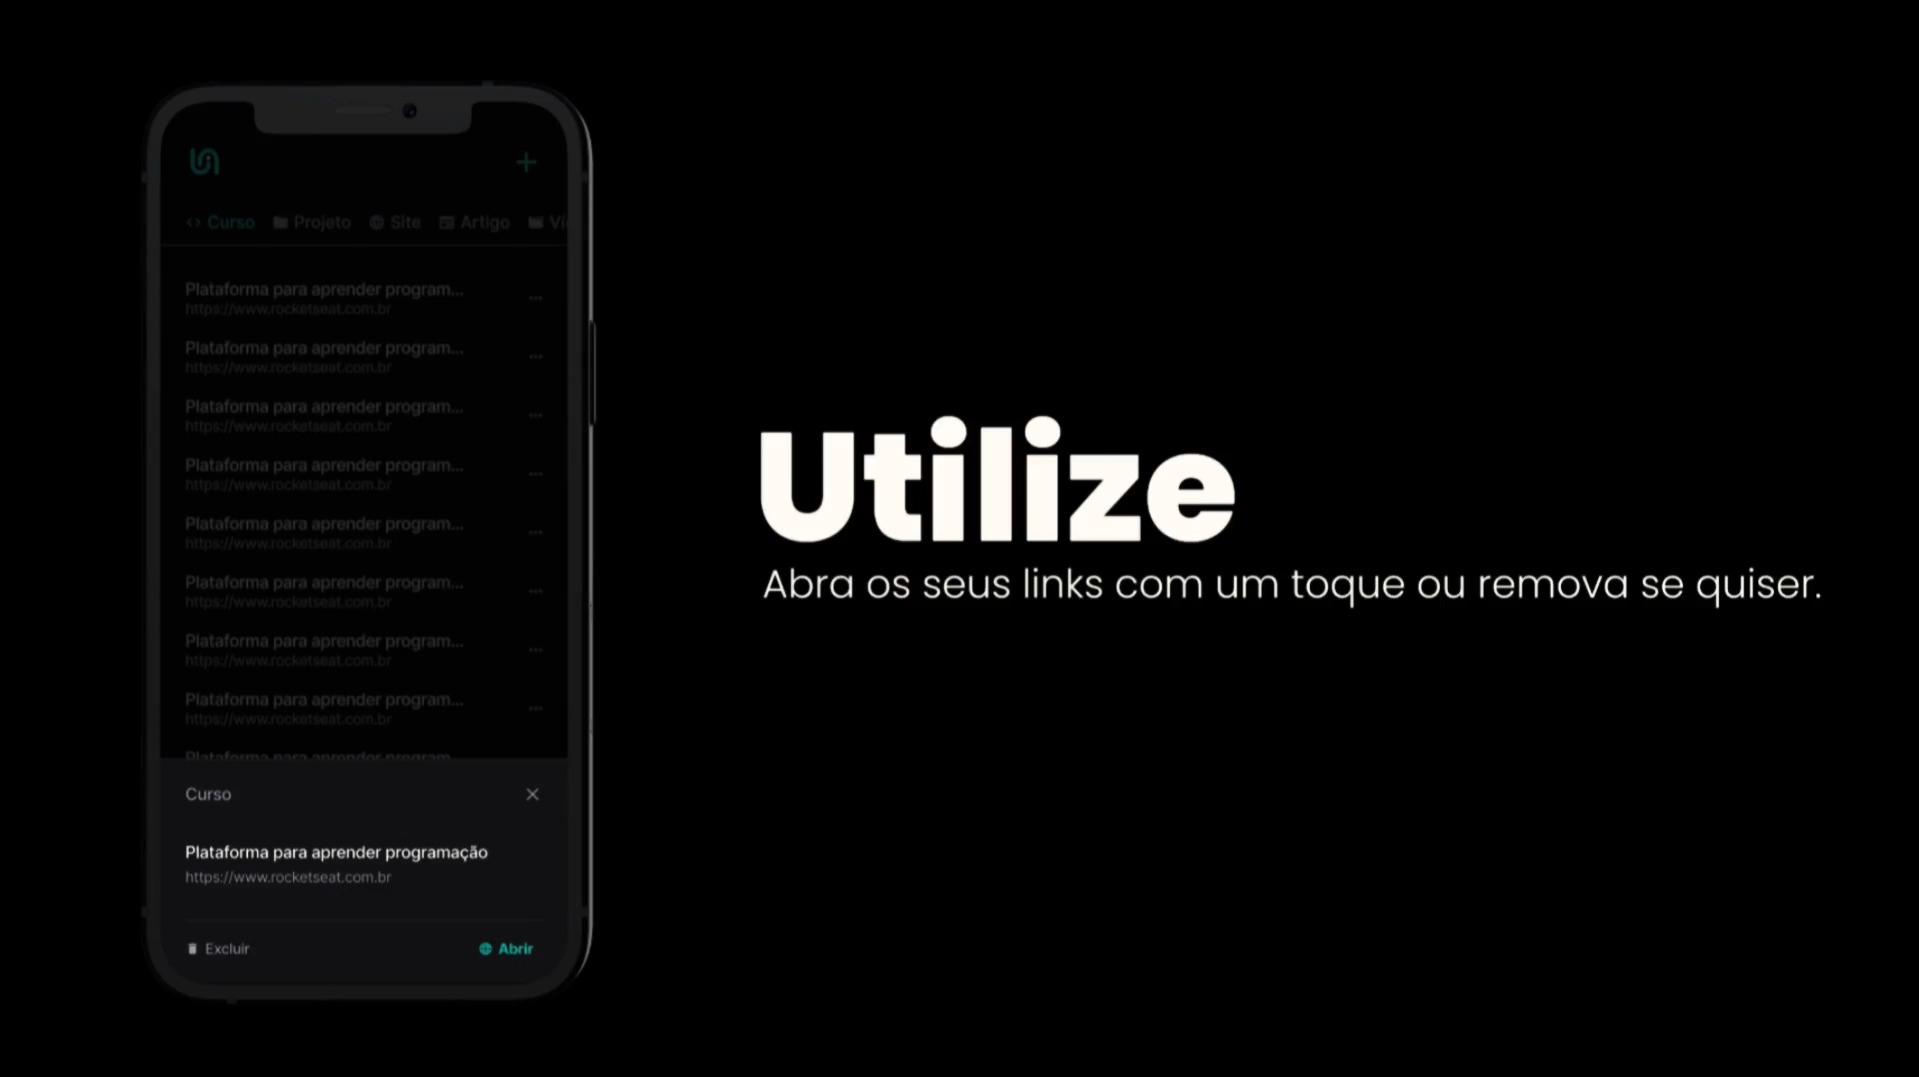 Curso Projeto Site Artigo Ví
Plataforma para aprender program...
https://www.rocketseat.com.br
Plataforma para aprender program...
https://www.rocketseat.com.br
Plataforma para aprender program...
https://www.rocketseat.com.br
Plataforma para aprender program...
https://www.rocketseat.com.br
Plataforma para aprender program...
https://www.rocketseat.com.br
Plataforma para aprender program...
https://www.rocketseat.com.br
Plataforma para aprender program...
https://www.rocketseat.com.br
Plataforma para aprender program...
https://www.rocketseat.com.br
Plataforma para aprender program...
Curso
Plataforma para aprender programação
https://www.rocketseat.com.br
Excluir Abrir
Utilize
Abra os seus links com um toque ou remova se quiser.